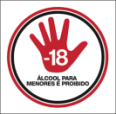 -18
ÁLCOOL PARA
MENORES É PROIBIDO